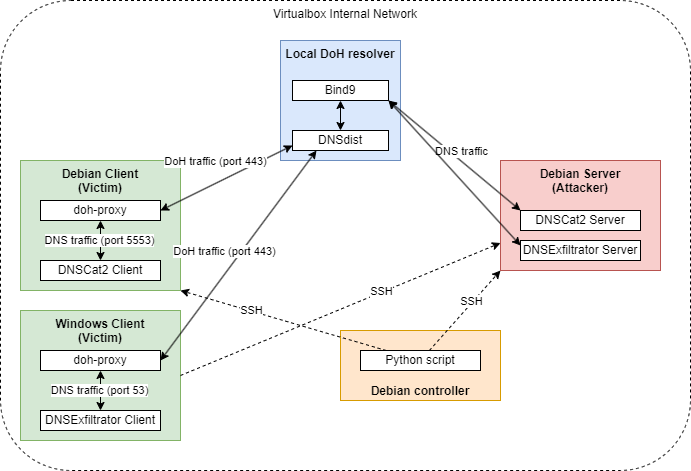 Virtualbox Internal Network
Local DoH resolver
Bind9
DNSdist
DoH traffic (port 443)
DNS traffic
Debian Client
(Victim)
doh-proxy
DNS traffic (port 5553)
DNSCat2 Client
Debian Server
(Attacker)
DNSCat2 Server
DNSExfiltrator Server
DoH traffic (port 443)
SSH
SSH
SSH
Windows Client
(Victim)
doh-proxy
DNS traffic (port 53)
DNSExfiltrator Client
Python script
Debian controller